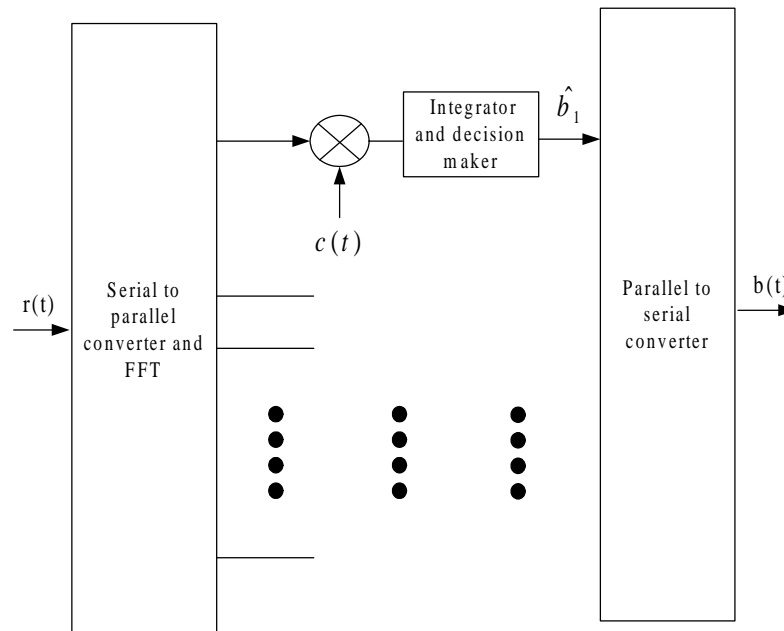 Integrator
and decision
maker
b̂₁
c(t)
r(t)
Serial to
parallel
converter and
FFT
Parallel to
serial
converter
b(t)